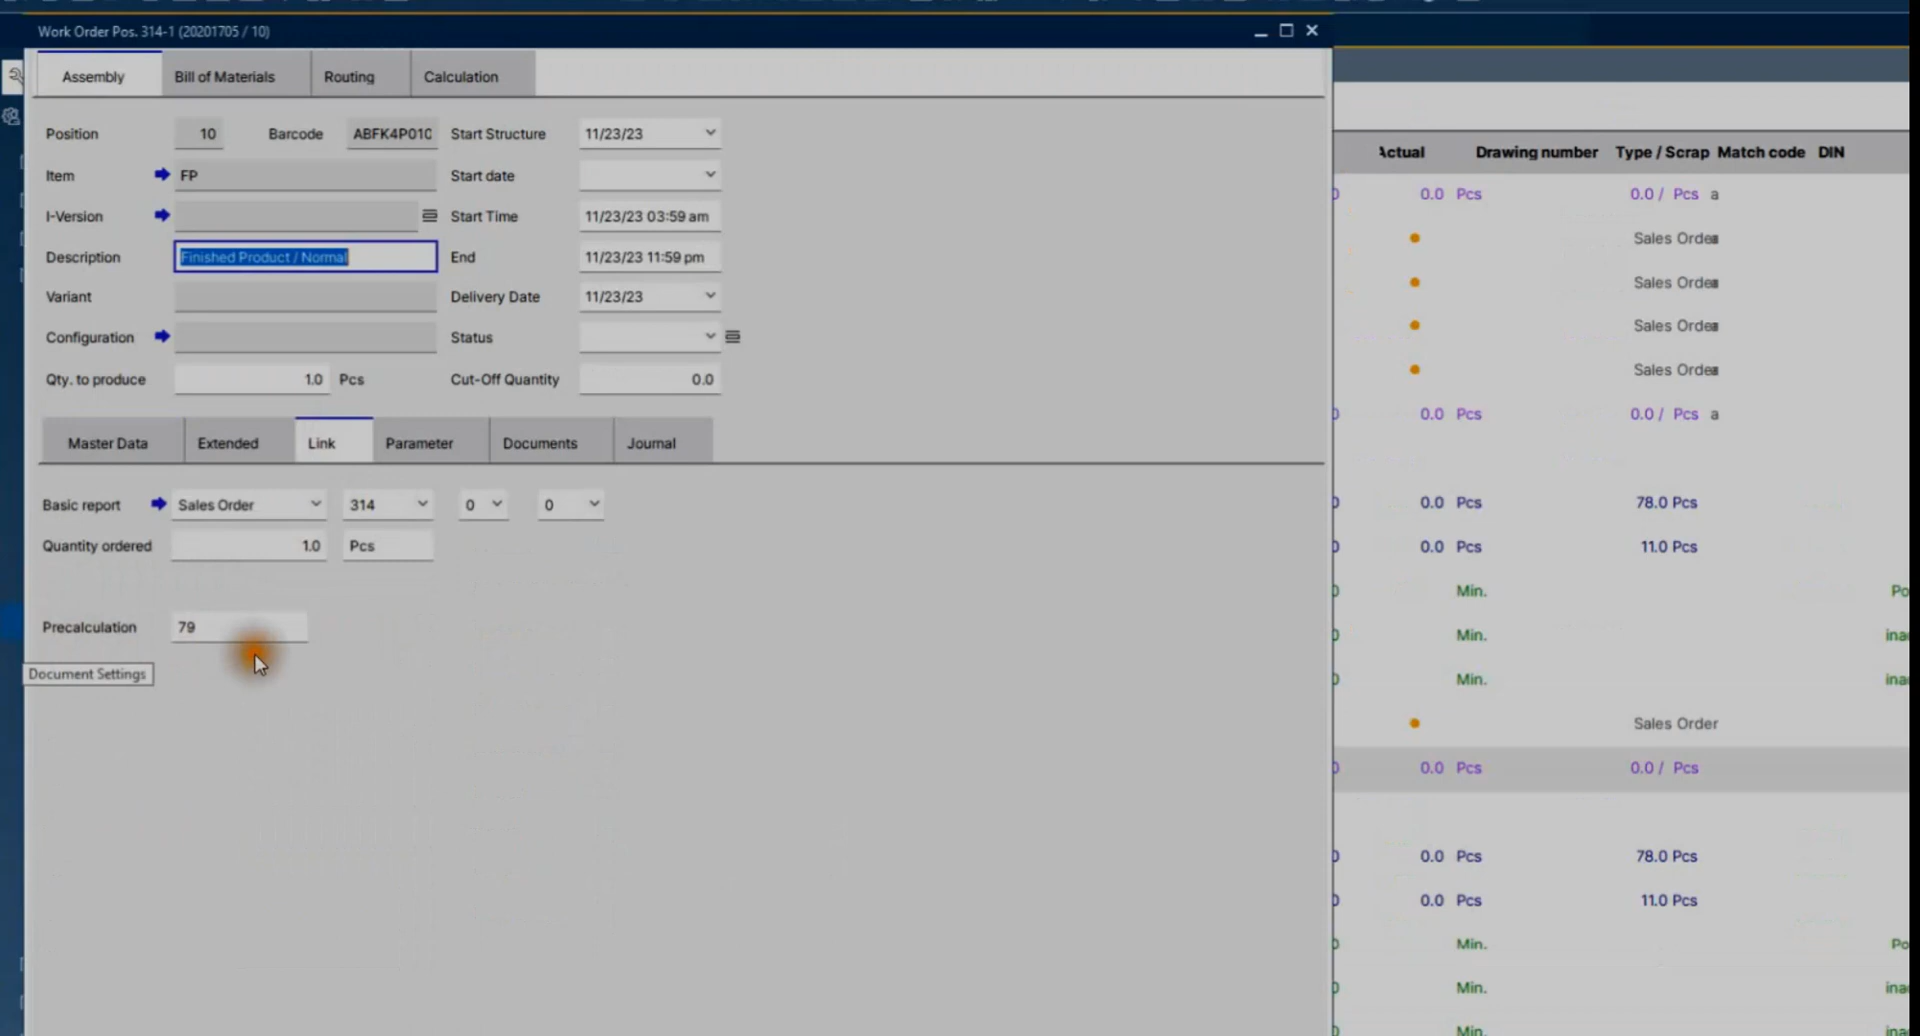 Work Order Pos. 314-1 (20201705 / 10)
Assembly Bill of Materials Routing Calculation
Position 10 Barcode ABFK4P010 Start Structure 11/23/23
Item FP Start date
I-Version Start Time 11/23/23 03:59 am
Description Finished Product / Normal End 11/23/23 11:59 pm
Variant Delivery Date 11/23/23
Configuration Status
Qty. to produce 1.0 Pcs Cut-Off Quantity 0.0
Master Data Extended Link Parameter Documents Journal
Basic report Sales Order 314 0 0
Quantity ordered 1.0 Pcs
Precalculation 79
Document Settings
Actual Drawing number Type / Scrap Match code DIN
0.0 Pcs 0.0 / Pcs a
Sales Order
Sales Order
Sales Order
Sales Order
0.0 Pcs 0.0 / Pcs a
0.0 Pcs 78.0 Pcs
0.0 Pcs 11.0 Pcs
Min. Po
Min. ina
Min. ina
Sales Order
0.0 Pcs 0.0 / Pcs
0.0 Pcs 78.0 Pcs
0.0 Pcs 11.0 Pcs
Min. Po
Min. ina
Min.